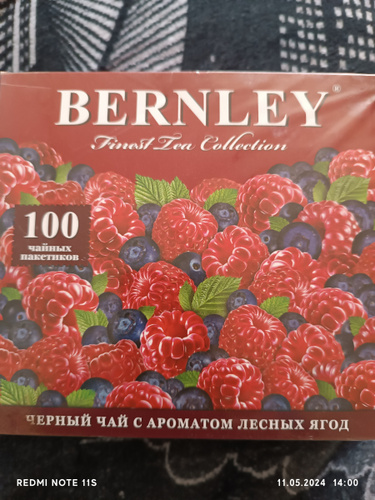 BERNLEY®
Finest Tea Collection
100
чайных
пакетиков
ЧЕРНЫЙ ЧАЙ С АРОМАТОМ ЛЕСНЫХ ЯГОД
REDMI NOTE 11S
11.05.2024 14:00